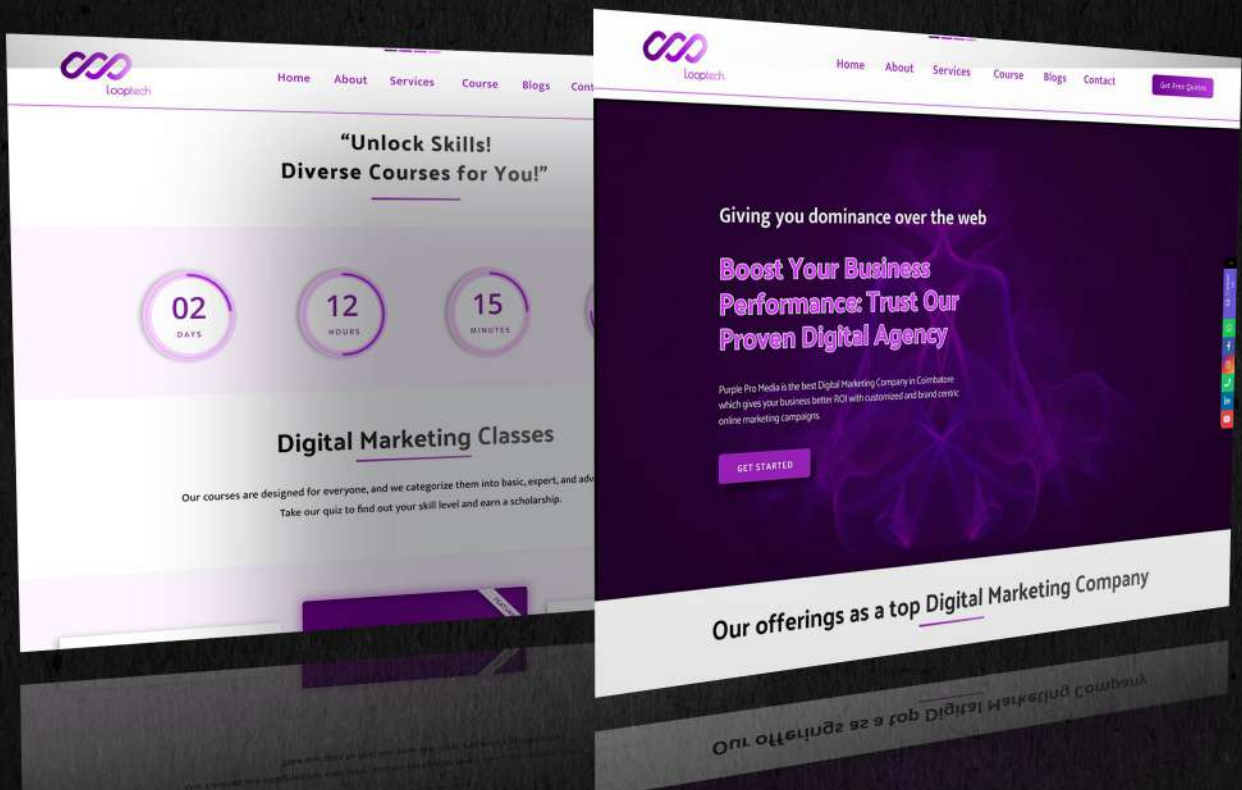 Looptech
Home About Services Course Blogs Cont
“Unlock Skills!
Diverse Courses for You!”
02
DAYS
12
HOURS
15
MINUTES
Digital Marketing Classes
Our courses are designed for everyone, and we categorize them into basic, expert, and adv
Take our quiz to find out your skill level and earn a scholarship.
Looptech
Home About Services Course Blogs Contact
Get Free Quotes
Giving you dominance over the web
Boost Your Business
Performance: Trust Our
Proven Digital Agency
Purple Pro Media is the best Digital Marketing Company in Coimbatore
which gives your business better ROI with customized and brand centric
online marketing campaigns.
GET STARTED
Our offerings as a top Digital Marketing Company